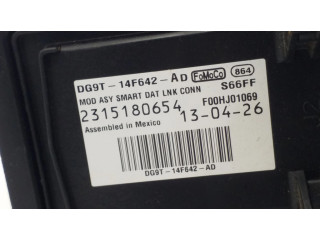 DG9T-14F642-AD FoMoCo 864
MOD ASY SMART DAT LNK CONN S66FF
2315180654 F00HJ01069
Assembled in Mexico 13-04-26
DG9T-14F642-AD